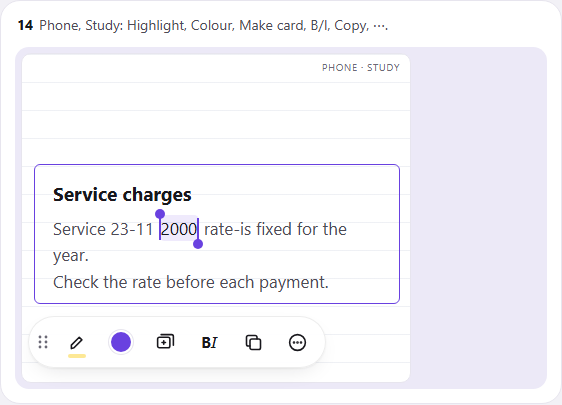 14 Phone, Study: Highlight, Colour, Make card, B/I, Copy, ···.
PHONE · STUDY
Service charges
Service 23-11 2000 rate-is fixed for the
year.
Check the rate before each payment.
BI